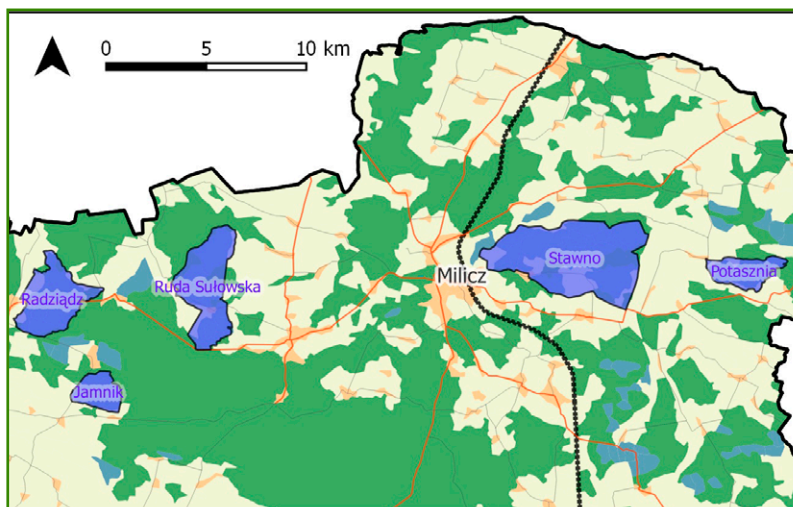 0 5 10 km
Radziądz
Ruda Sułowska
Jamnik
Milicz
Stawno
Potasznia